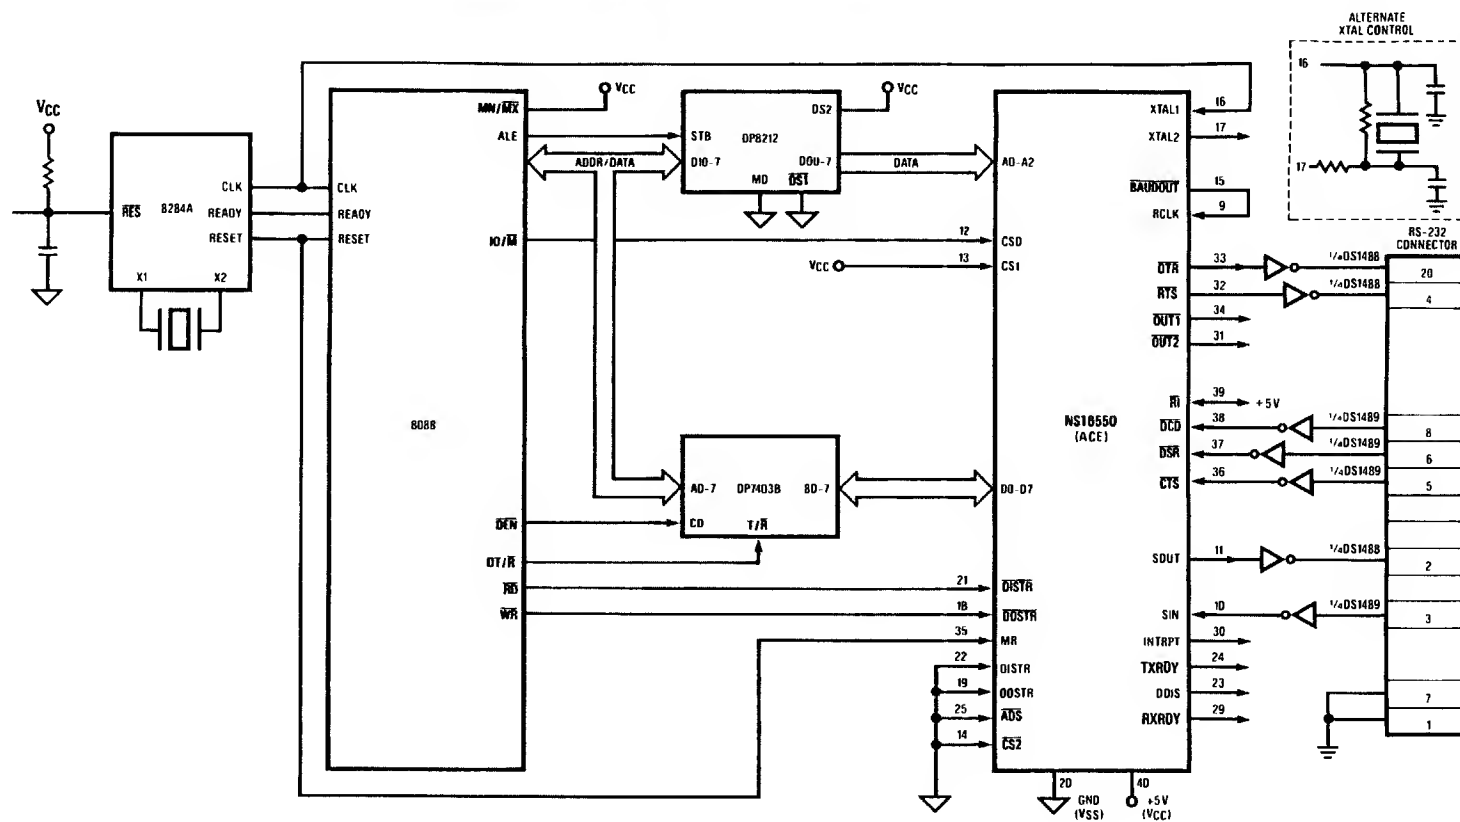 ALTERNATE
XTAL CONTROL
16
17
VCC
RES
8284A
CLK
READY
RESET
X1
X2
CLK
READY
RESET
8088
MN/MX
VCC
ALE
ADDR/DATA
IO/M
DEN
DT/R
RD
WR
STB
DI0-7
DP8212
DS2
VCC
DO0-7
MD
DS1
DATA
A0-7
DP7403B
B0-7
CD
T/R
VCC
A0-A2
12
CS0
13
CS1
D0-D7
21
DISTR
18
DOSTR
35
MR
22
DISTR
19
DOSTR
25
ADS
14
CS2
NS16550
(ACE)
20
GND
(VSS)
40
+5V
(VCC)
XTAL1
16
XTAL2
17
BAUDOUT
15
RCLK
9
DTR
33
1/4DS1488
RTS
32
1/4DS1488
OUT1
34
OUT2
31
RI
39
+5V
DCD
38
1/4DS1489
DSR
37
1/4DS1489
CTS
36
1/4DS1489
SOUT
11
1/4DS1488
SIN
10
1/4DS1489
INTRPT
30
TXRDY
24
DDIS
23
RXRDY
29
RS-232
CONNECTOR
20
4
8
6
5
2
3
7
1